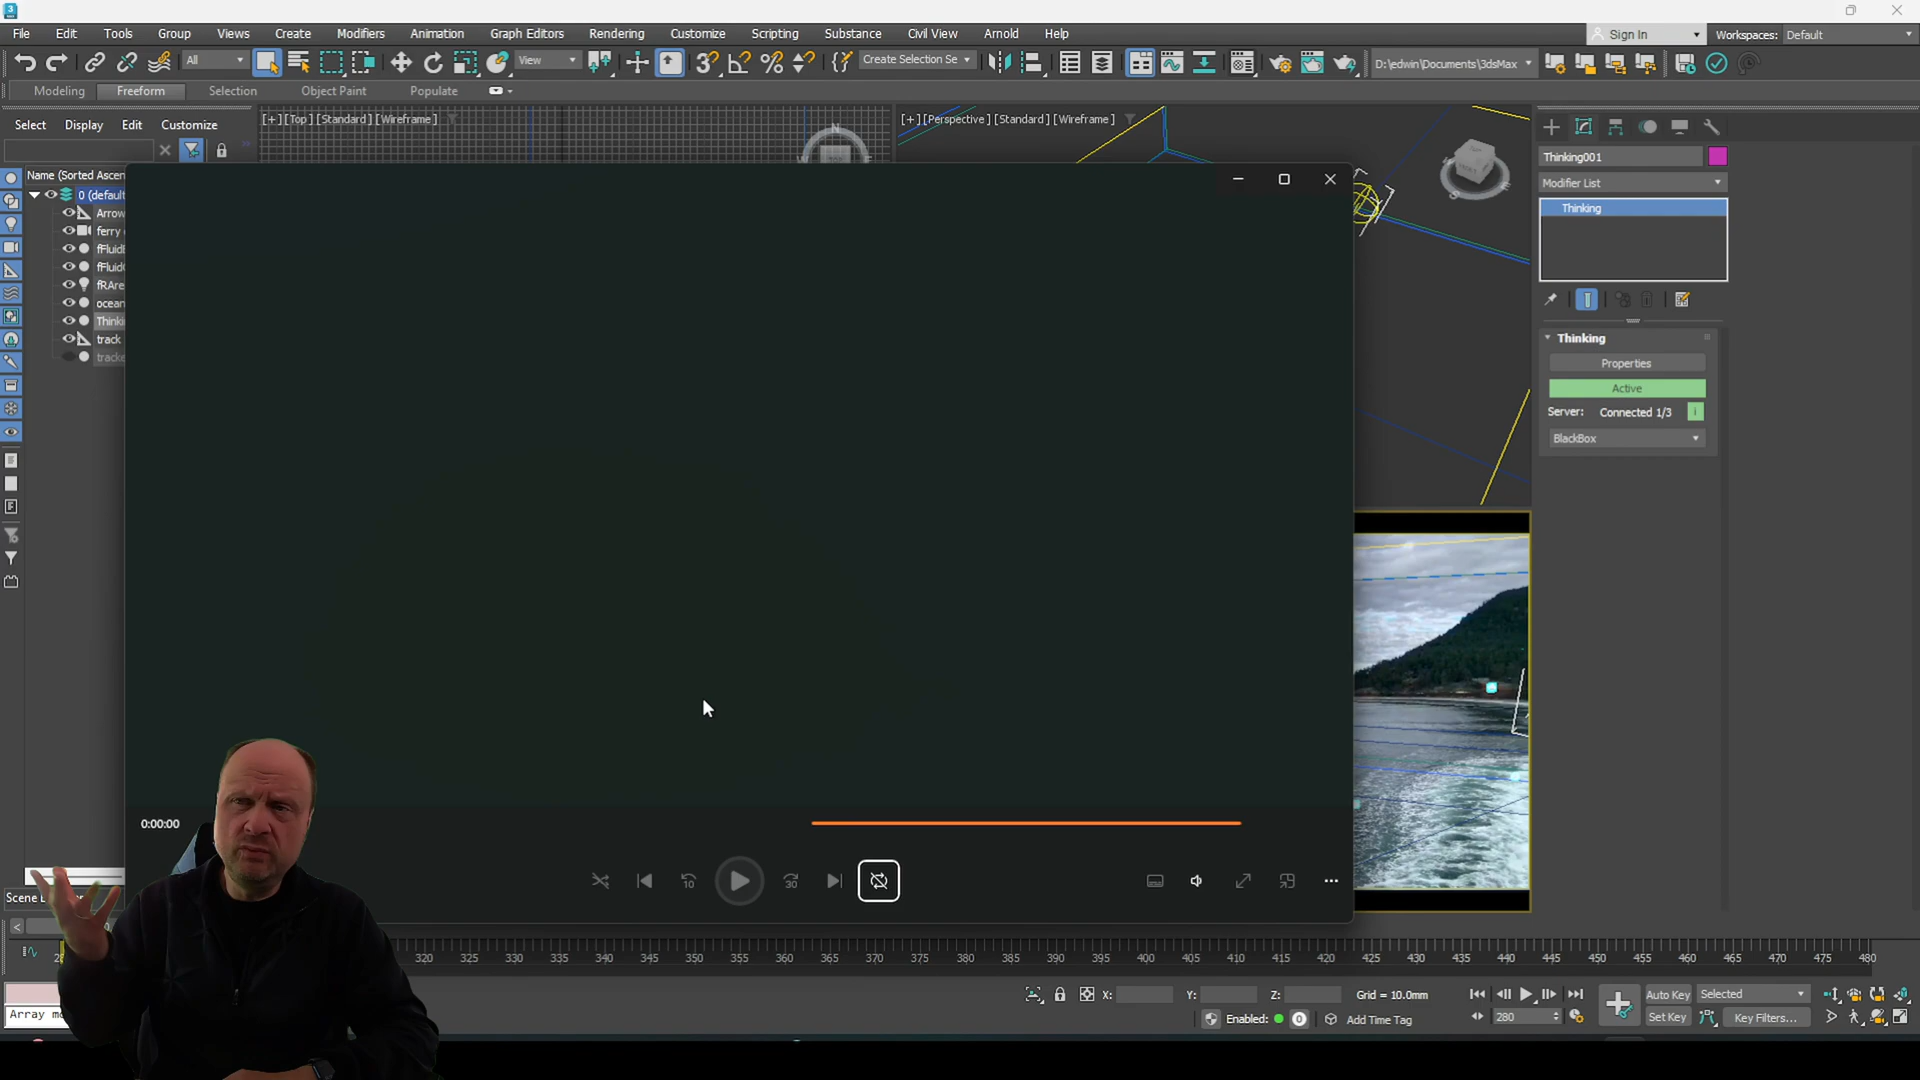 File Edit Tools Group Views Create Modifiers Animation Graph Editors Rendering Customize Scripting Substance Civil View Arnold Help Sign In Workspaces: Default
All View Create Selection Se D:\edwin\Documents\3dsMax
Modeling Freeform Selection Object Paint Populate
Select Display Edit Customize
[+] [Top] [Standard] [Wireframe]
[+] [Perspective] [Standard] [Wireframe]
N
Thinking001
Modifier List
Thinking
Name (Sorted Ascen
0 (default
Arrow
ferry
fFluid
fFluid
fRAre
ocean
Thinki
track
tracke
Thinking
Properties
Active
Server: Connected 1/3 i
BlackBox
0:00:00
10 30
Scene E
320 325 330 335 340 345 350 355 360 365 370 375 380 385 390 395 400 405 410 415 420 425 430 435 440 445 450 455 460 465 470 475 480
X: Y: Z: Grid = 10.0mm Auto Key Selected
Array mo
Enabled: 0 Add Time Tag 280 Set Key Key Filters...